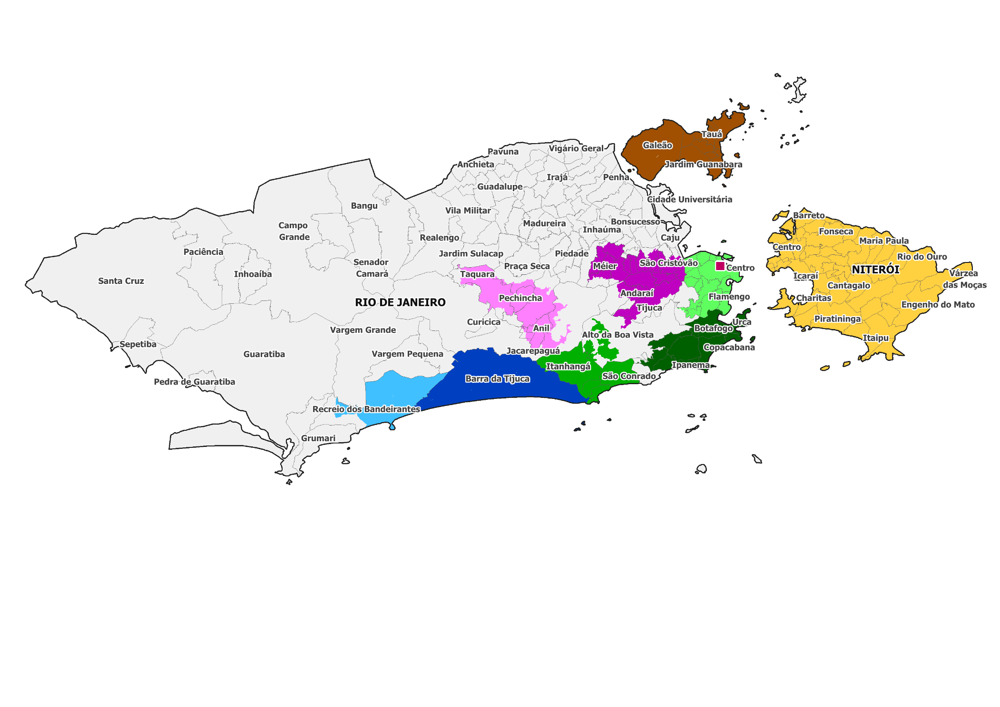 Tauá
Galeão
Vigário Geral
Pavuna
Anchieta
Jardim Guanabara
Irajá
Penha
Guadalupe
Cidade Universitária
Bangu
Vila Militar
Barreto
Madureira
Bonsucesso
Campo
Grande
Inhaúma
Fonseca
Realengo
Caju
Maria Paula
Centro
Paciência
Jardim Sulacap
Piedade
Rio do Ouro
Senador
Camará
Praça Seca
Méier
São Cristóvão
Centro
NITERÓI
Inhoaíba
Taquara
Icaraí
Várzea
das Moças
Santa Cruz
Cantagalo
Andaraí
Flamengo
RIO DE JANEIRO
Pechincha
Charitas
Engenho do Mato
Tijuca
Curicica
Piratininga
Urca
Vargem Grande
Anil
Botafogo
Alto da Boa Vista
Itaipu
Sepetiba
Guaratiba
Vargem Pequena
Jacarepaguá
Copacabana
Itanhangá
Ipanema
Pedra de Guaratiba
Barra da Tijuca
São Conrado
Recreio dos Bandeirantes
Grumari